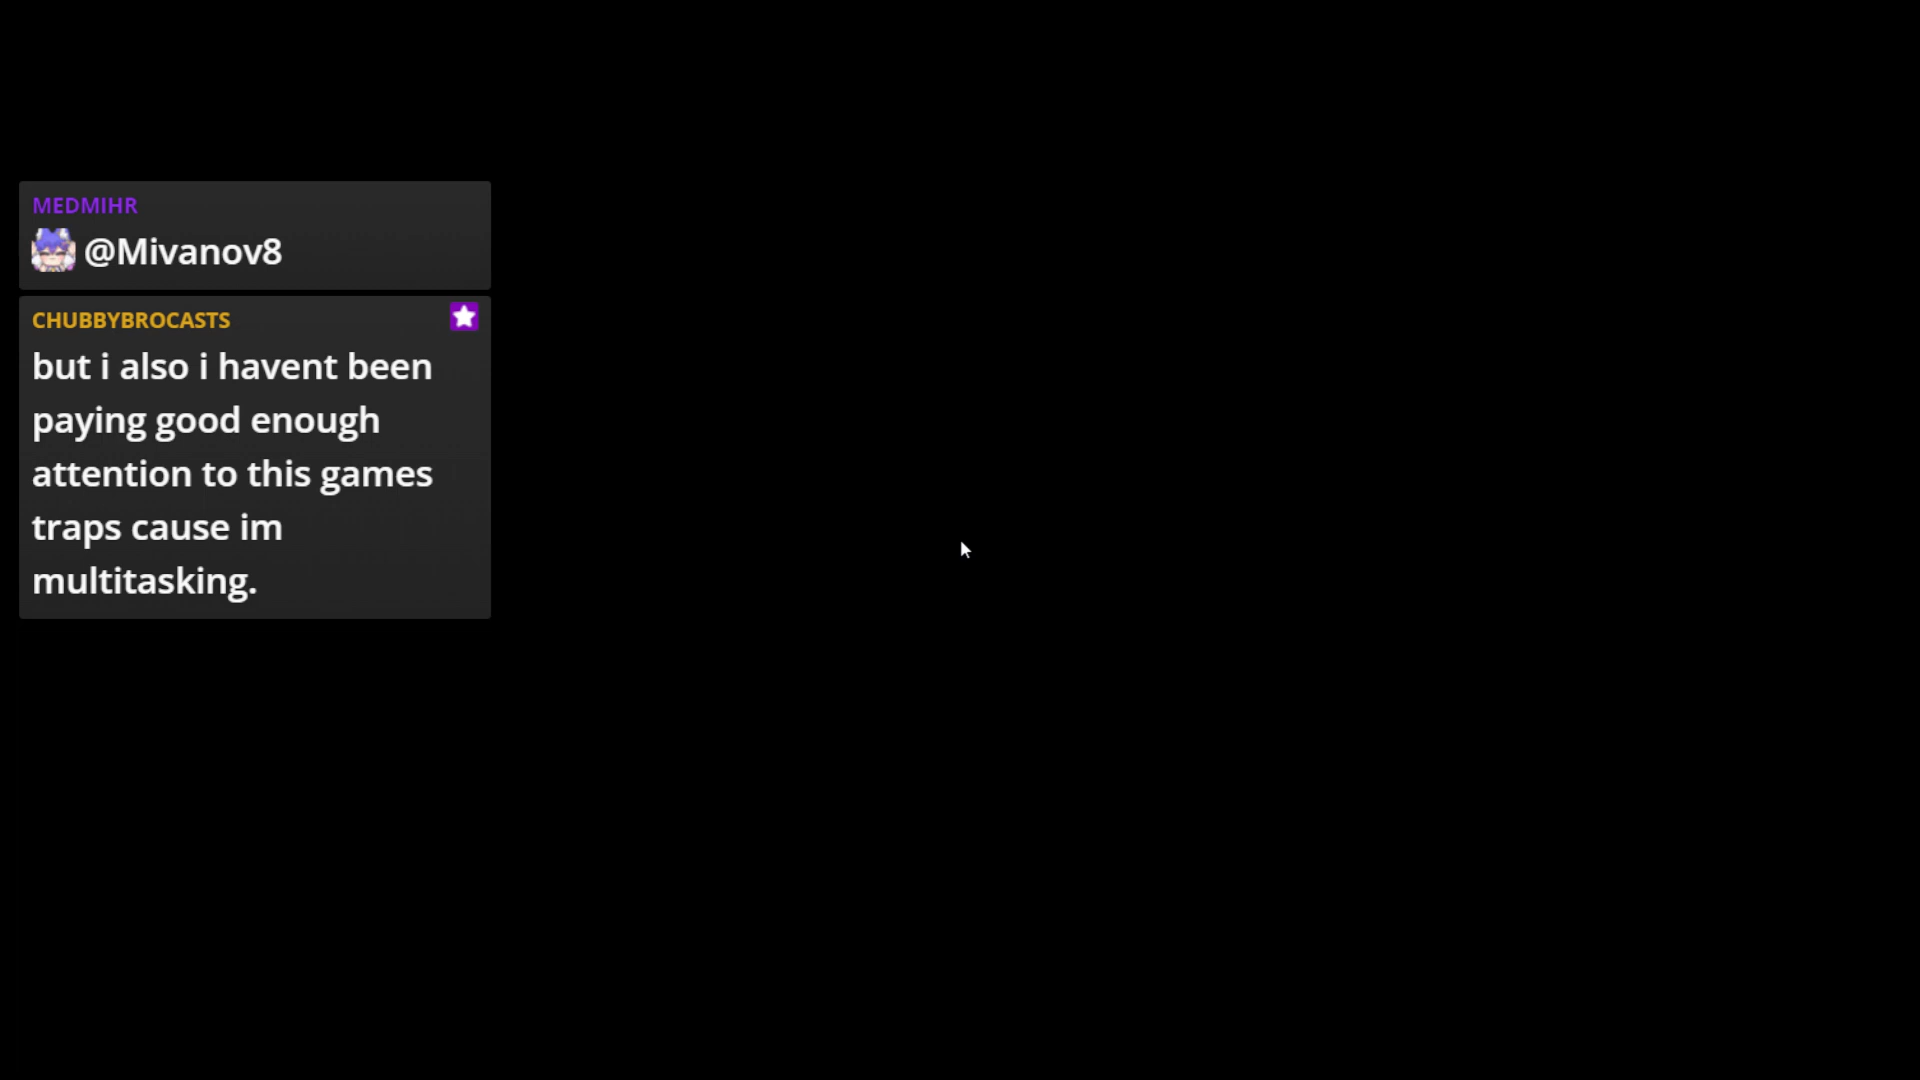 MEDMIHR
@Mivanov8
CHUBBYBROCASTS
but i also i havent been
paying good enough
attention to this games
traps cause im
multitasking.